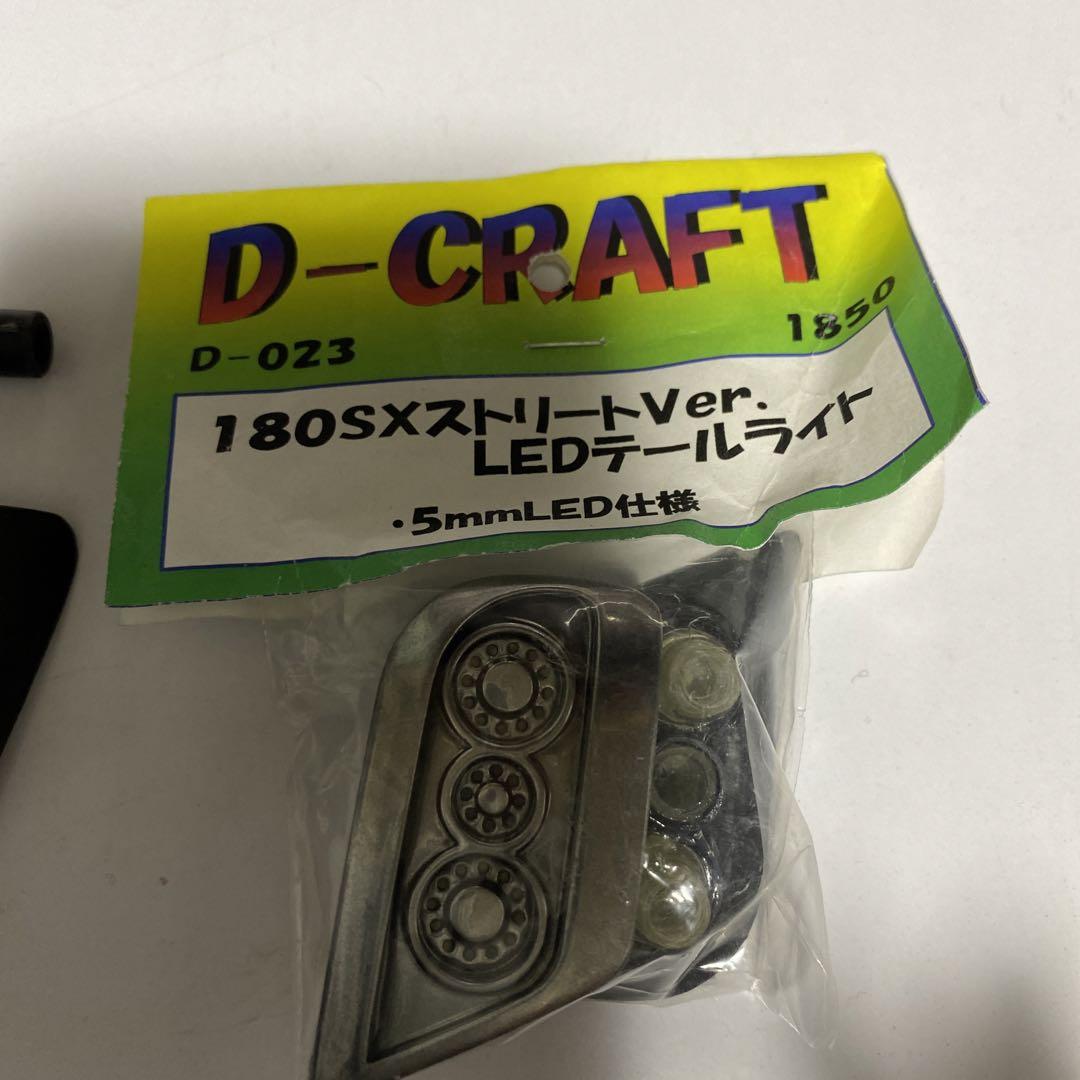 D-CRAFT
D-023
1850
180SXストリートVer.
LEDテールライト
・5mmLED仕様